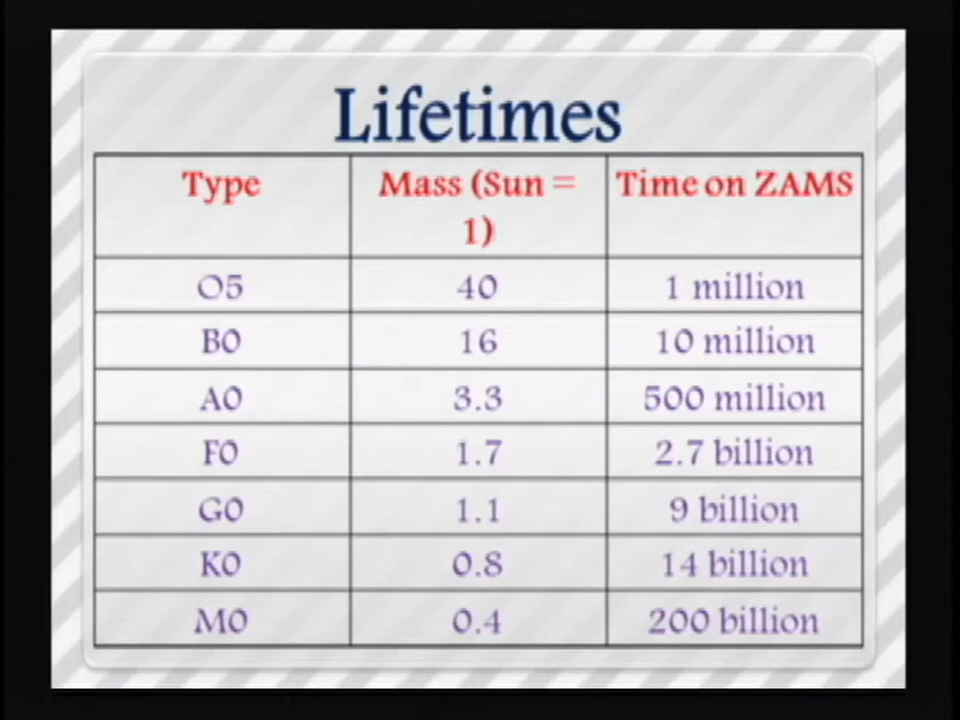 Lifetimes
Type Mass (Sun = Time on ZAMS
1)
O5 40 1 million
B0 16 10 million
A0 3.3 500 million
F0 1.7 2.7 billion
G0 1.1 9 billion
K0 0.8 14 billion
M0 0.4 200 billion